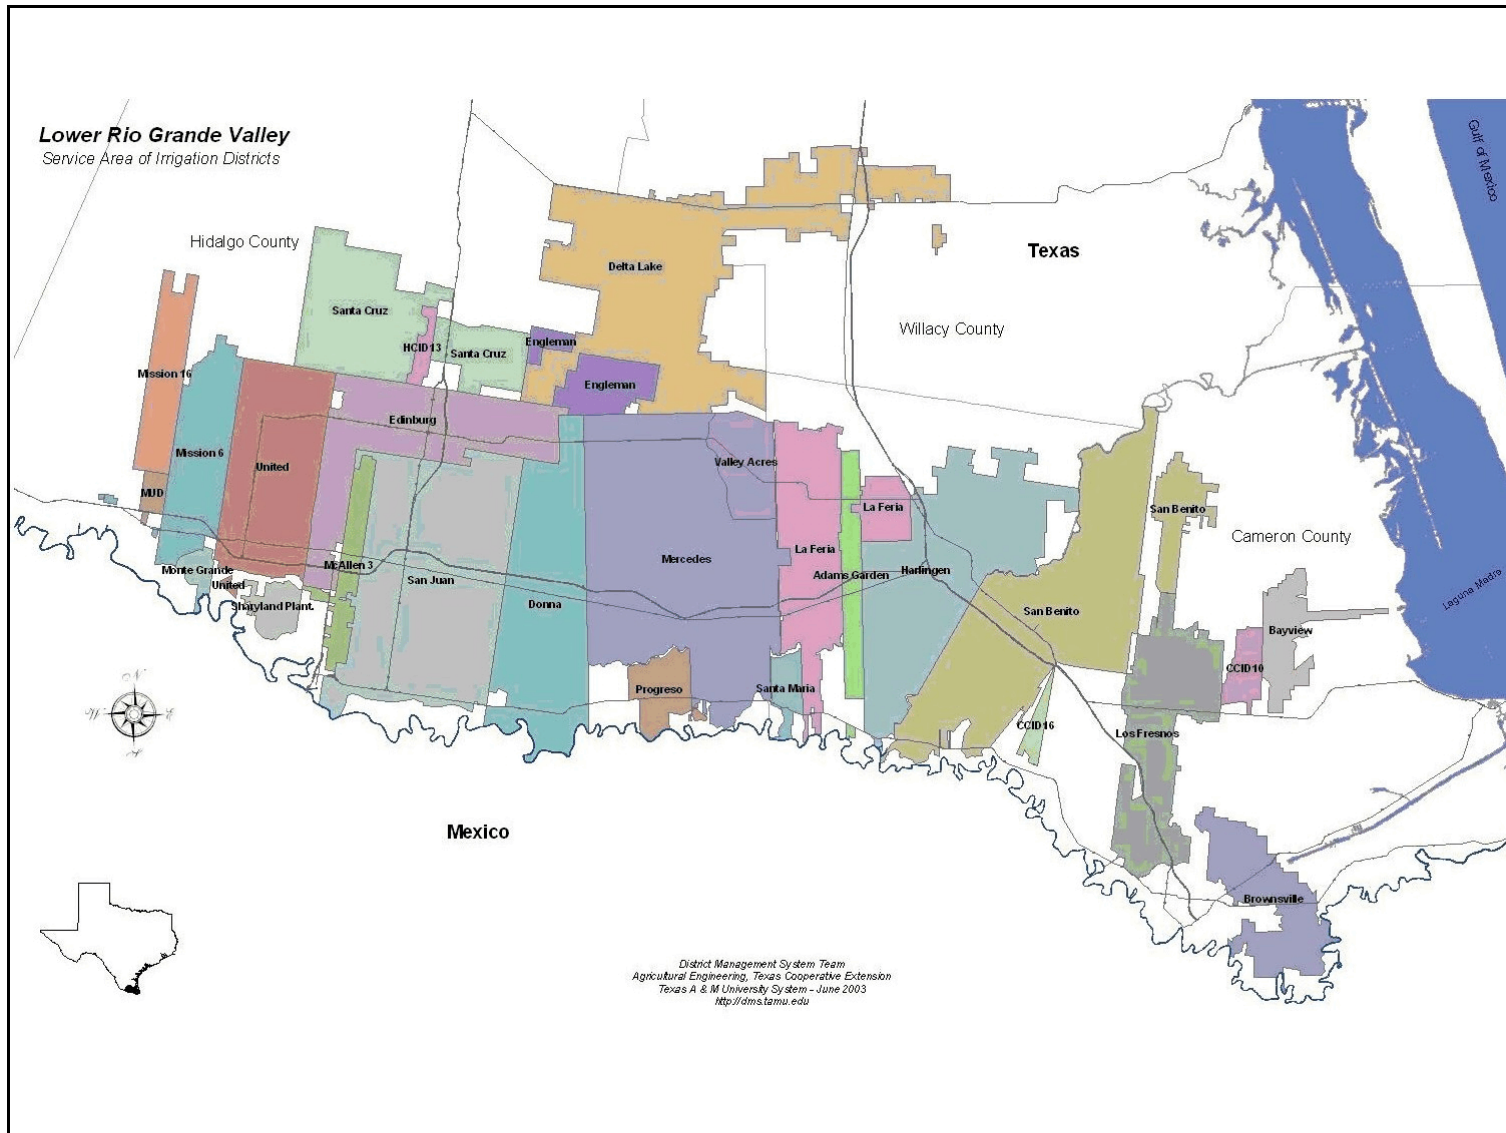 Lower Rio Grande Valley
Service Area of Irrigation Districts
Gulf of Mexico
Hidalgo County
Texas
Delta Lake
Santa Cruz
Willacy County
HCID13
Santa Cruz
Engleman
Mission 16
Engleman
Edinburg
Mission 6
United
Valley Acres
MUD
La Feria
San Benito
Cameron County
La Feria
Mercedes
McAllen 3
Monte Grande
San Juan
Adams Garden
Harlingen
United
Sharyland Plant.
Donna
San Benito
Laguna Madre
Bayview
CCID10
Progreso
Santa Maria
N
W
E
S
CCID16
Los Fresnos
Mexico
Brownsville
District Management System Team
Agricultural Engineering, Texas Cooperative Extension
Texas A & M University System - June 2003
http://dms.tamu.edu